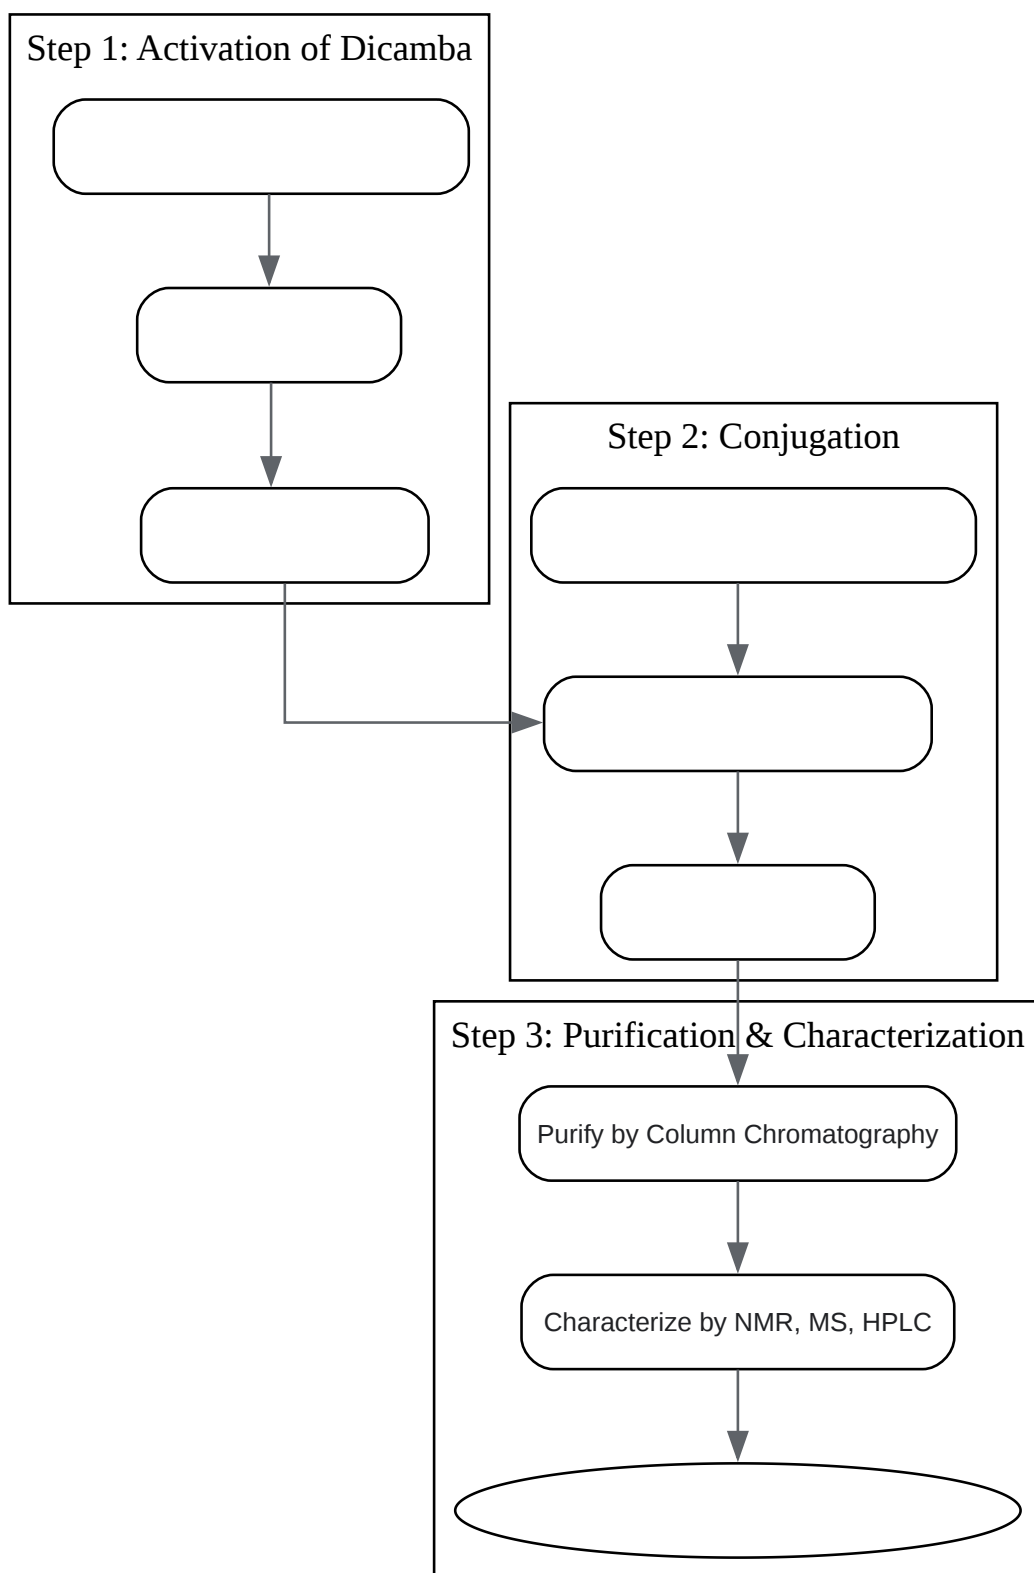 Step 1: Activation of Dicamba
Step 2: Conjugation
Step 3: Purification & Characterization
Purify by Column Chromatography
Characterize by NMR, MS, HPLC